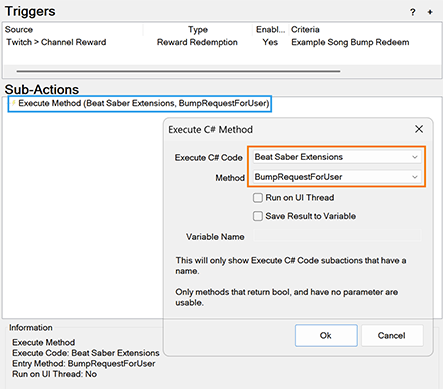 Triggers
? +
Source Type Enabl... Criteria
Twitch > Channel Reward Reward Redemption Yes Example Song Bump Redeem
Sub-Actions
Execute Method (Beat Saber Extensions, BumpRequestForUser)
Execute C# Method
Execute C# Code Beat Saber Extensions
Method BumpRequestForUser
Run on UI Thread
Save Result to Variable
Variable Name
This will only show Execute C# Code subactions that have a
name.
Only methods that return bool, and have no parameter are
usable.
Ok Cancel
Information
Execute Method
Execute Code: Beat Saber Extensions
Entry Method: BumpRequestForUser
Run on UI Thread: No